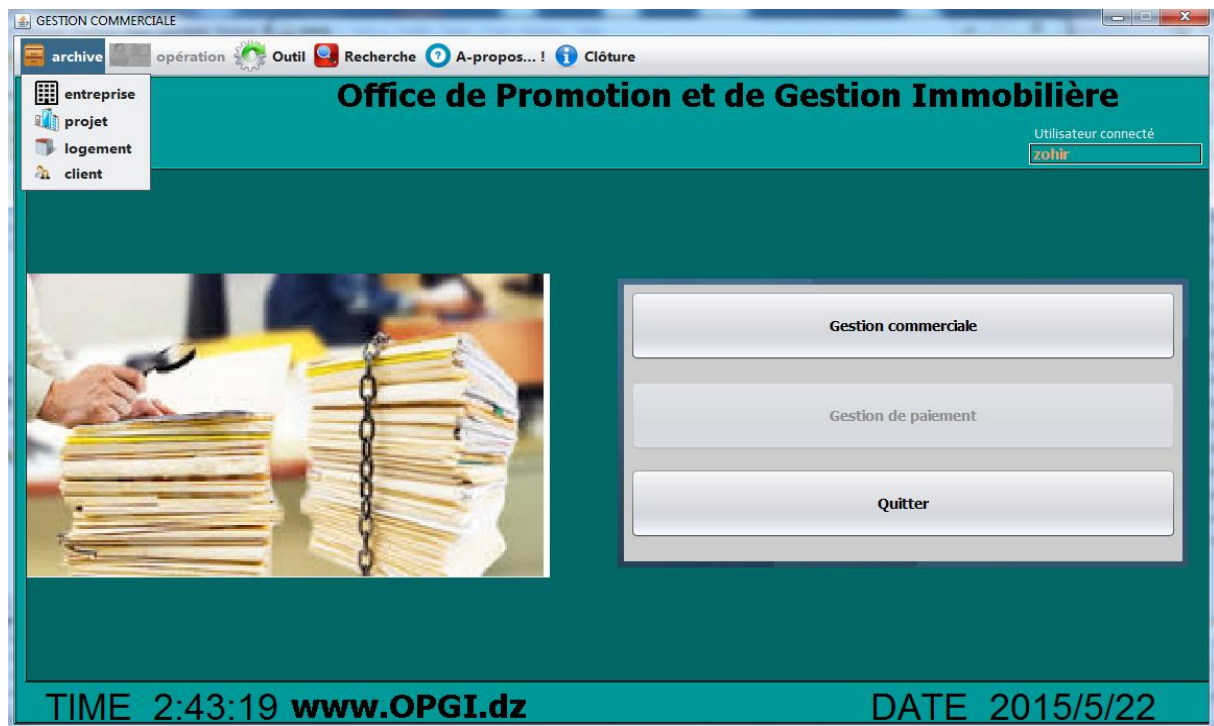 GESTION COMMERCIALE
archive opération Outil Recherche A-propos... ! Clôture
entreprise
projet
logement
client
Office de Promotion et de Gestion Immobilière
Utilisateur connecté
zohir
Gestion commerciale
Gestion de paiement
Quitter
TIME 2:43:19 www.OPGI.dz DATE 2015/5/22